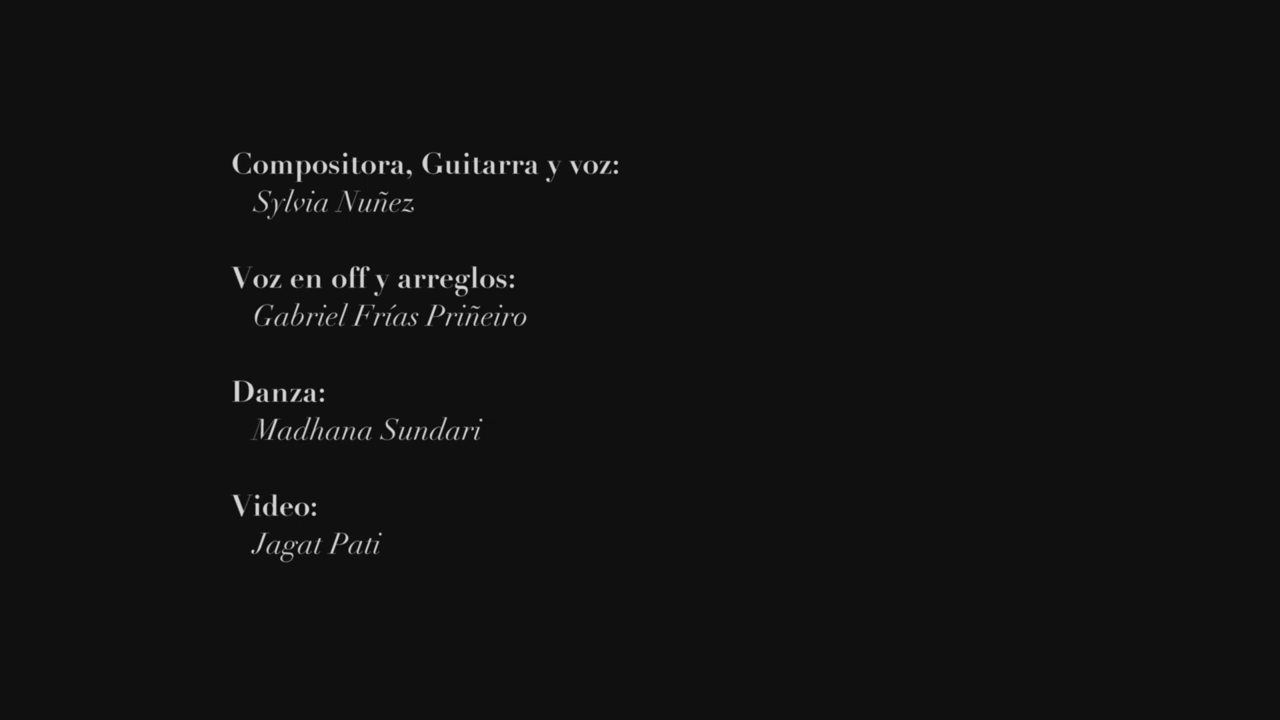 Compositora, Guitarra y voz:
Sylvia Nuñez
Voz en off y arreglos:
Gabriel Frías Priñeiro
Danza:
Madhana Sundari
Video:
Jagat Pati